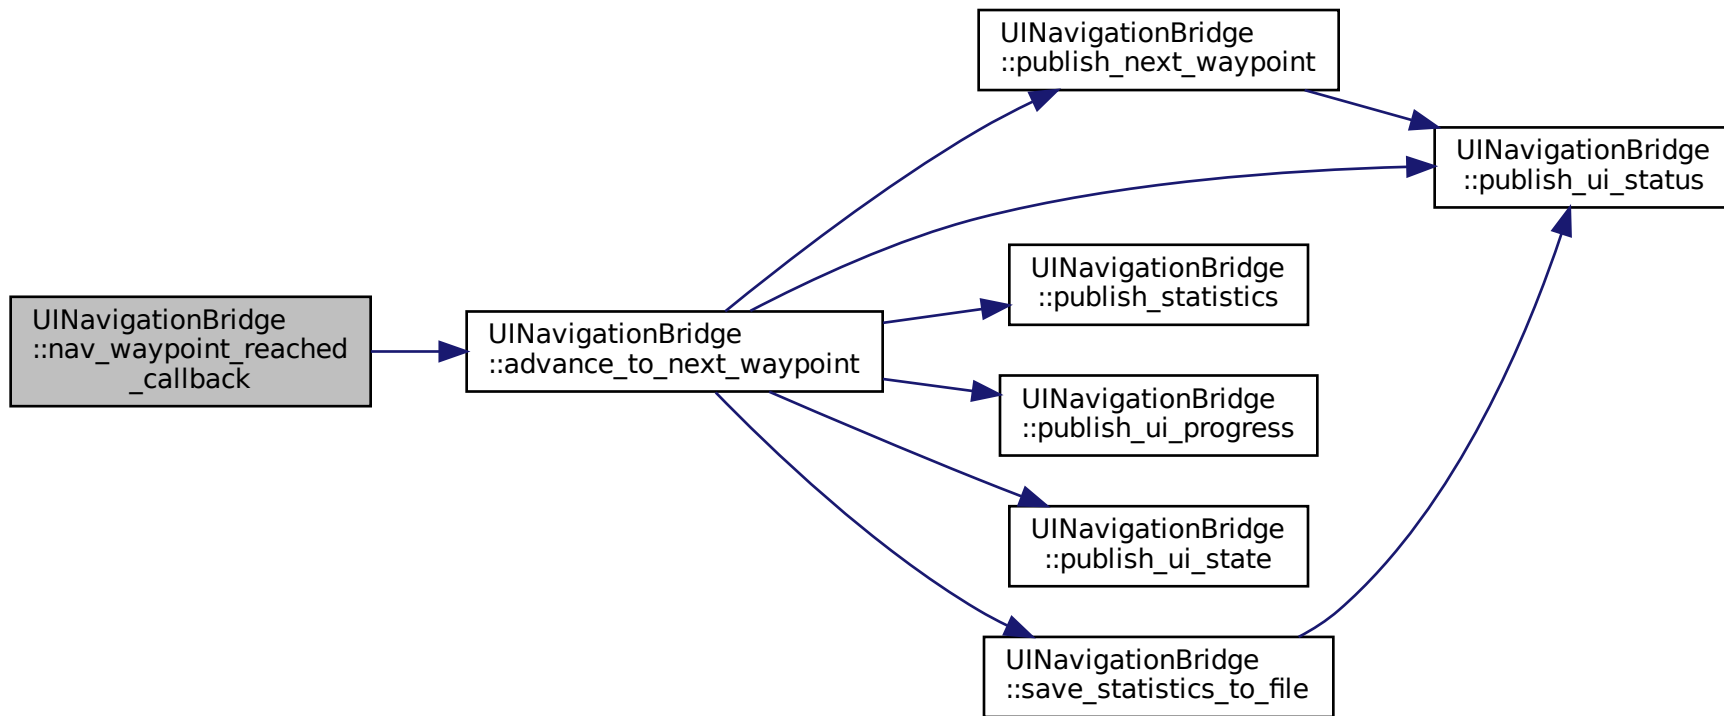 UINavigationBridge
::nav_waypoint_reached
_callback
UINavigationBridge
::advance_to_next_waypoint
UINavigationBridge
::publish_next_waypoint
UINavigationBridge
::publish_ui_status
UINavigationBridge
::publish_statistics
UINavigationBridge
::publish_ui_progress
UINavigationBridge
::publish_ui_state
UINavigationBridge
::save_statistics_to_file